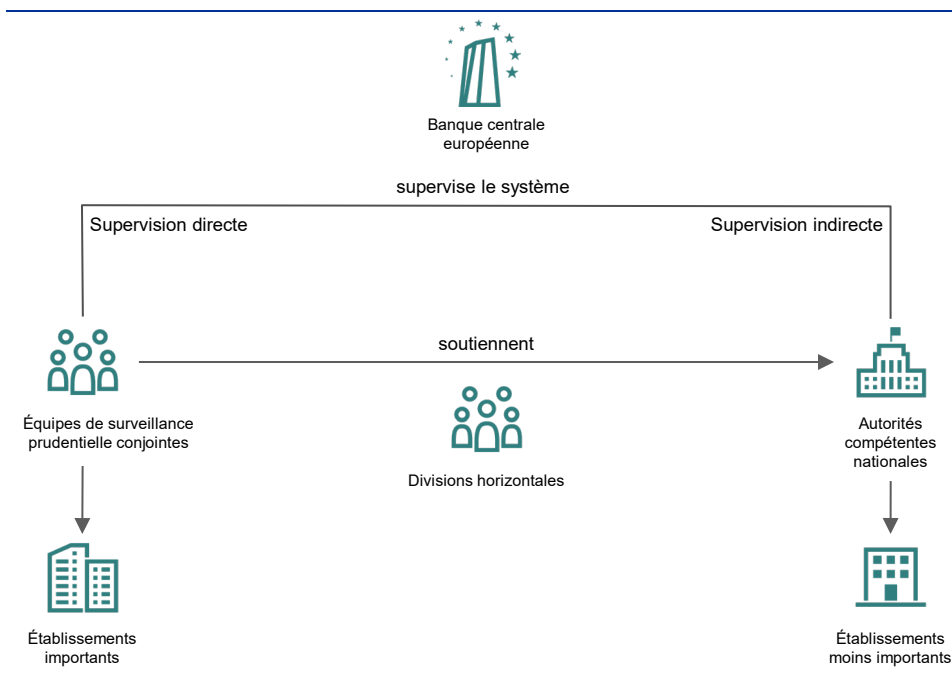 Banque centrale
européenne
supervise le système
Supervision directe
Supervision indirecte
soutiennent
Équipes de surveillance
prudentielle conjointes
Divisions horizontales
Autorités
compétentes
nationales
Établissements
importants
Établissements
moins importants